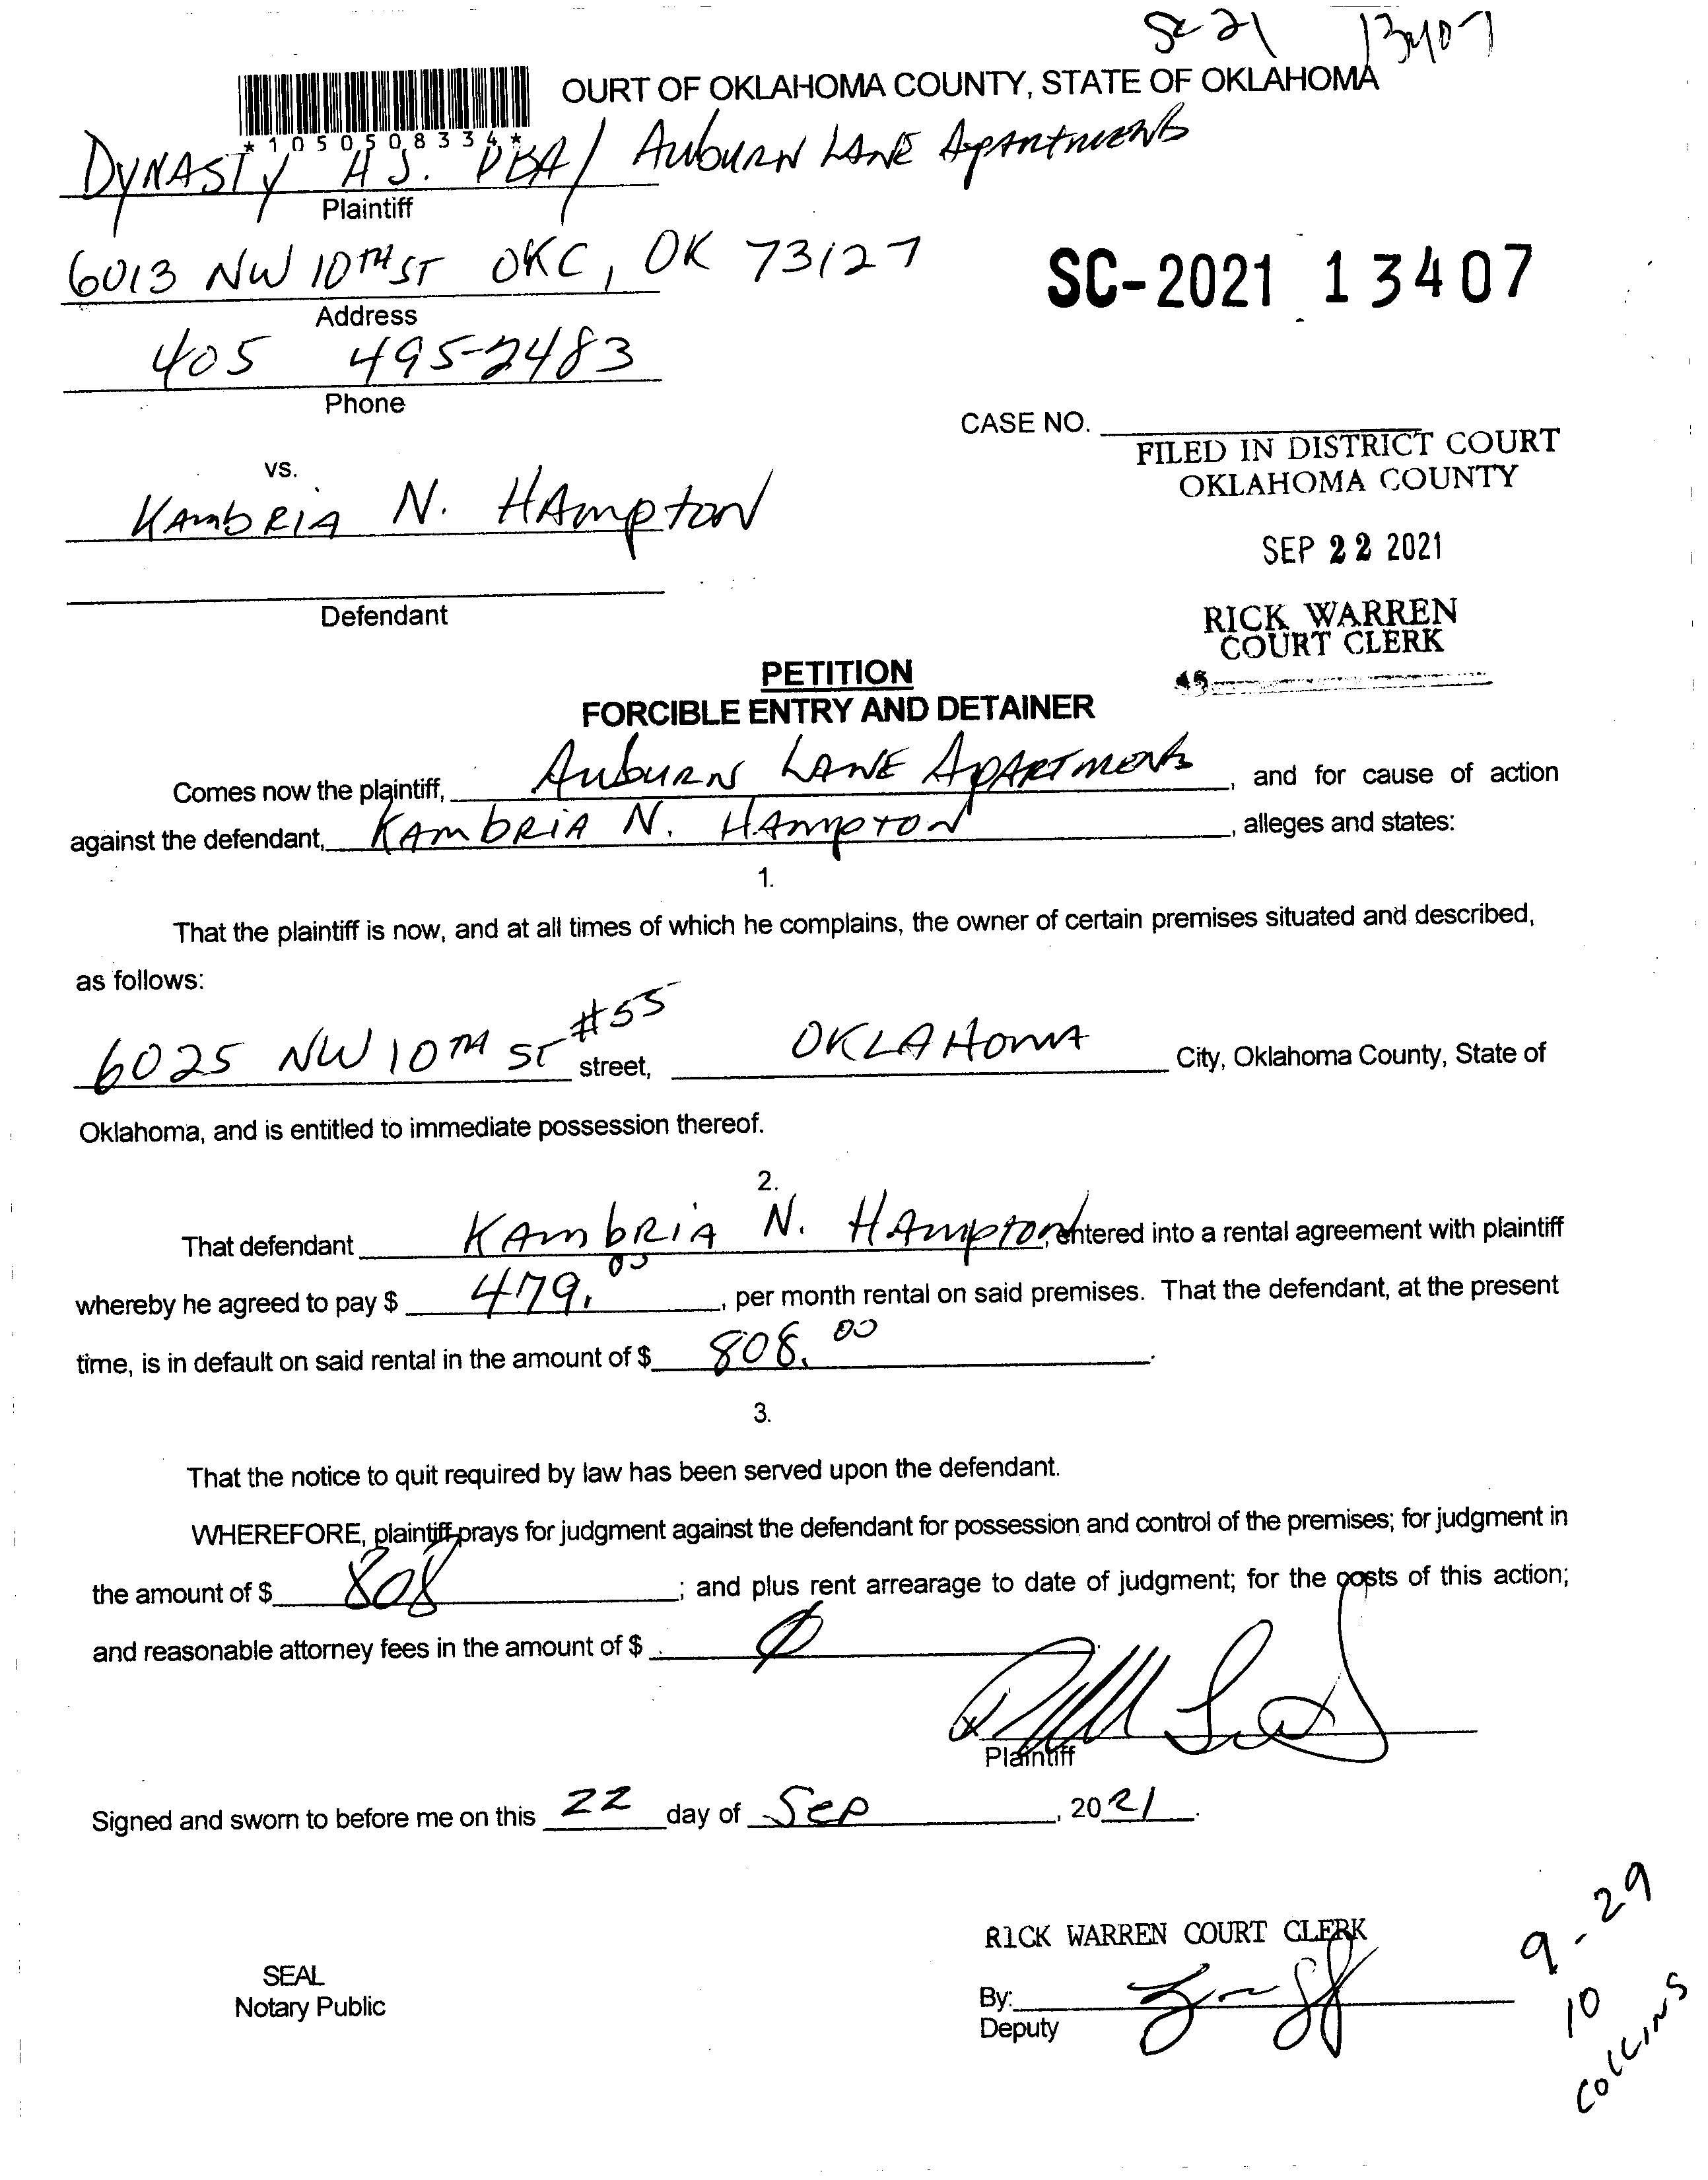 SC-21 13407
OURT OF OKLAHOMA COUNTY, STATE OF OKLAHOMA
*1050508334*
DYNASTY H J. DBA/ AUBURN LANE APARTMENTS
Plaintiff
6013 NW 10TH ST OKC, OK 73127
SC-2021 13407
Address
405 495-2483
Phone
CASE NO.
FILED IN DISTRICT COURT
OKLAHOMA COUNTY
vs.
KAMBRIA N. HAMPTON
SEP 22 2021
Defendant
RICK WARREN
COURT CLERK
45
PETITION
FORCIBLE ENTRY AND DETAINER
Comes now the plaintiff, AUBURN LANE APARTMENTS, and for cause of action
against the defendant, KAMBRIA N. HAMPTON, alleges and states:
1.
That the plaintiff is now, and at all times of which he complains, the owner of certain premises situated and described,
as follows:
6025 NW 10TH ST #55 street, OKLAHOMA City, Oklahoma County, State of
Oklahoma, and is entitled to immediate possession thereof.
2.
That defendant KAMBRIA N. HAMPTON, entered into a rental agreement with plaintiff
whereby he agreed to pay $ 479.00, per month rental on said premises. That the defendant, at the present
time, is in default on said rental in the amount of $ 808.00.
3.
That the notice to quit required by law has been served upon the defendant.
WHEREFORE, plaintiff prays for judgment against the defendant for possession and control of the premises; for judgment in
the amount of $ 808; and plus rent arrearage to date of judgment; for the costs of this action;
and reasonable attorney fees in the amount of $ Ø
X
Plaintiff
Signed and sworn to before me on this 22 day of SEP, 2021.
9-29
10
COLLINS
RICK WARREN COURT CLERK
SEAL
Notary Public
By:
Deputy